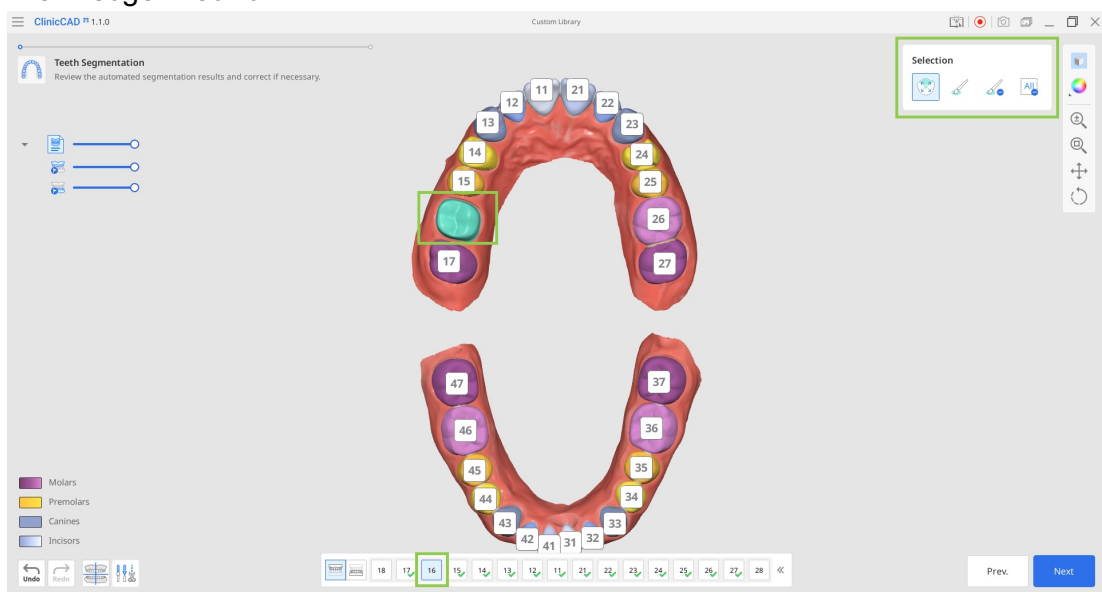 ClinicCAD 1.1.0
Custom Library
Teeth Segmentation
Review the automated segmentation results and correct if necessary.
Selection
All
11 21
12 22
13 23
14 24
15 25
26
17 27
47 37
46 36
45 35
44 34
43 33
42 41 31 32
Molars
Premolars
Canines
Incisors
Undo Redo
18 17 16 15 14 13 12 11 21 22 23 24 25 26 27 28
Prev. Next